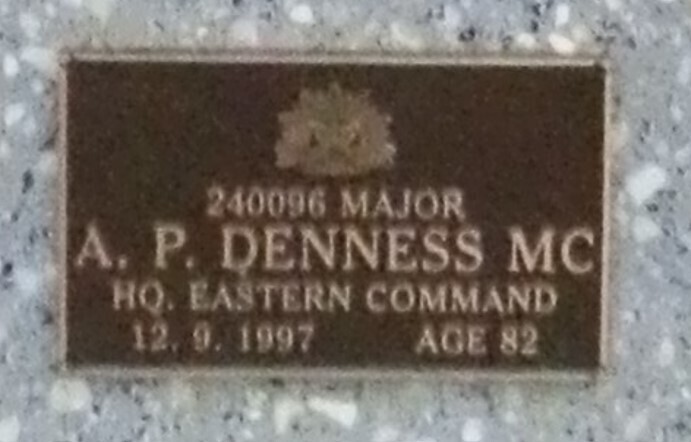 240096 MAJOR
A. P. DENNESS MC
HQ. EASTERN COMMAND
12. 9. 1997 AGE 82